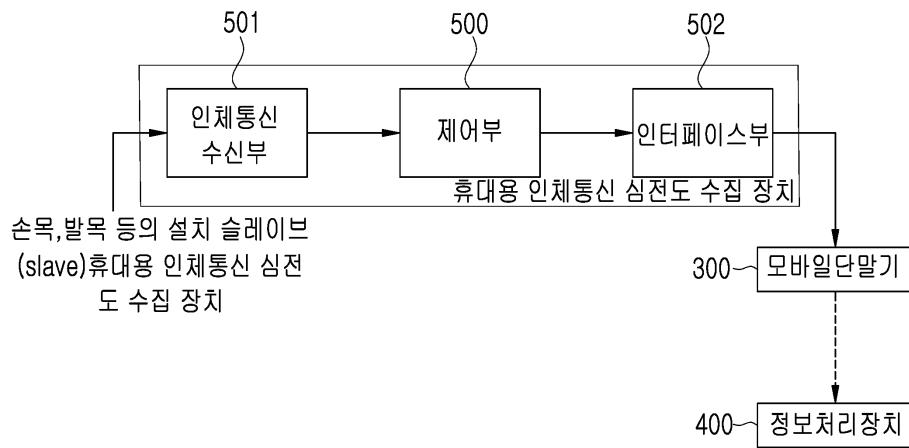 501
500
502
인체통신
수신부
제어부
인터페이스부
휴대용 인체통신 심전도 수집 장치
손목,발목 등의 설치 슬레이브
(slave)휴대용 인체통신 심전
도 수집 장치
300
모바일단말기
400
정보처리장치